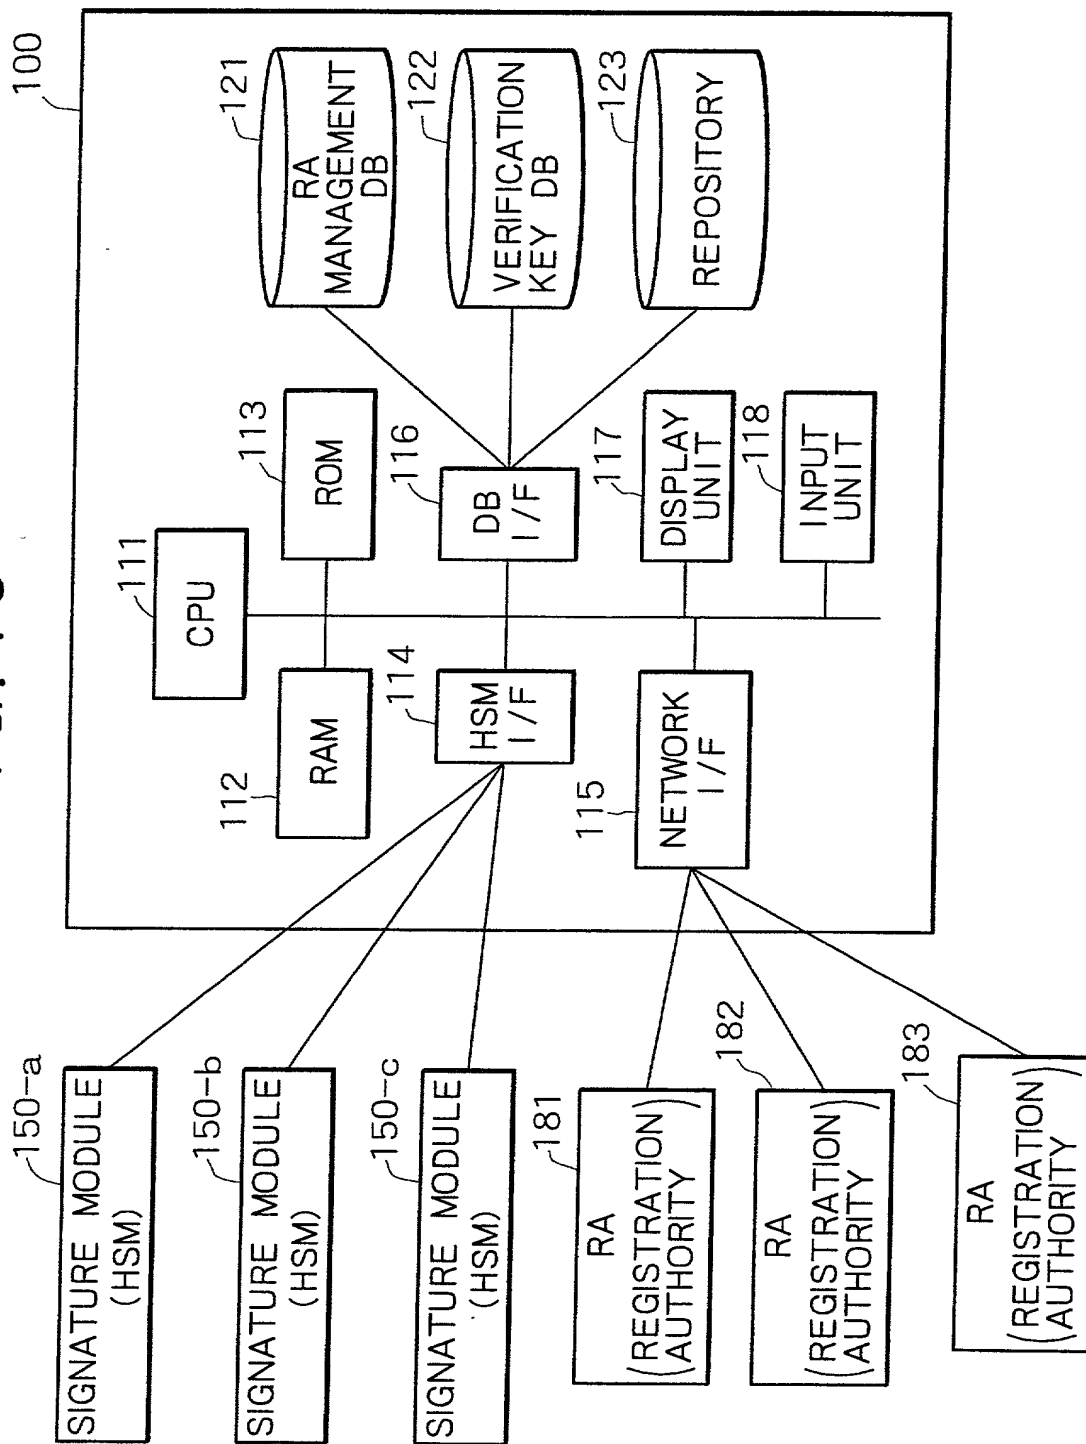 100
111
CPU
112
RAM
113
ROM
114
HSM
I/F
116
DB
I/F
121
RA
MANAGEMENT
DB
122
VERIFICATION
KEY DB
123
REPOSITORY
115
NETWORK
I/F
117
DISPLAY
UNIT
118
INPUT
UNIT
150-a
SIGNATURE MODULE
(HSM)
150-b
SIGNATURE MODULE
(HSM)
150-c
SIGNATURE MODULE
(HSM)
181
RA
(REGISTRATION
AUTHORITY)
182
RA
(REGISTRATION
AUTHORITY)
183
RA
(REGISTRATION
AUTHORITY)